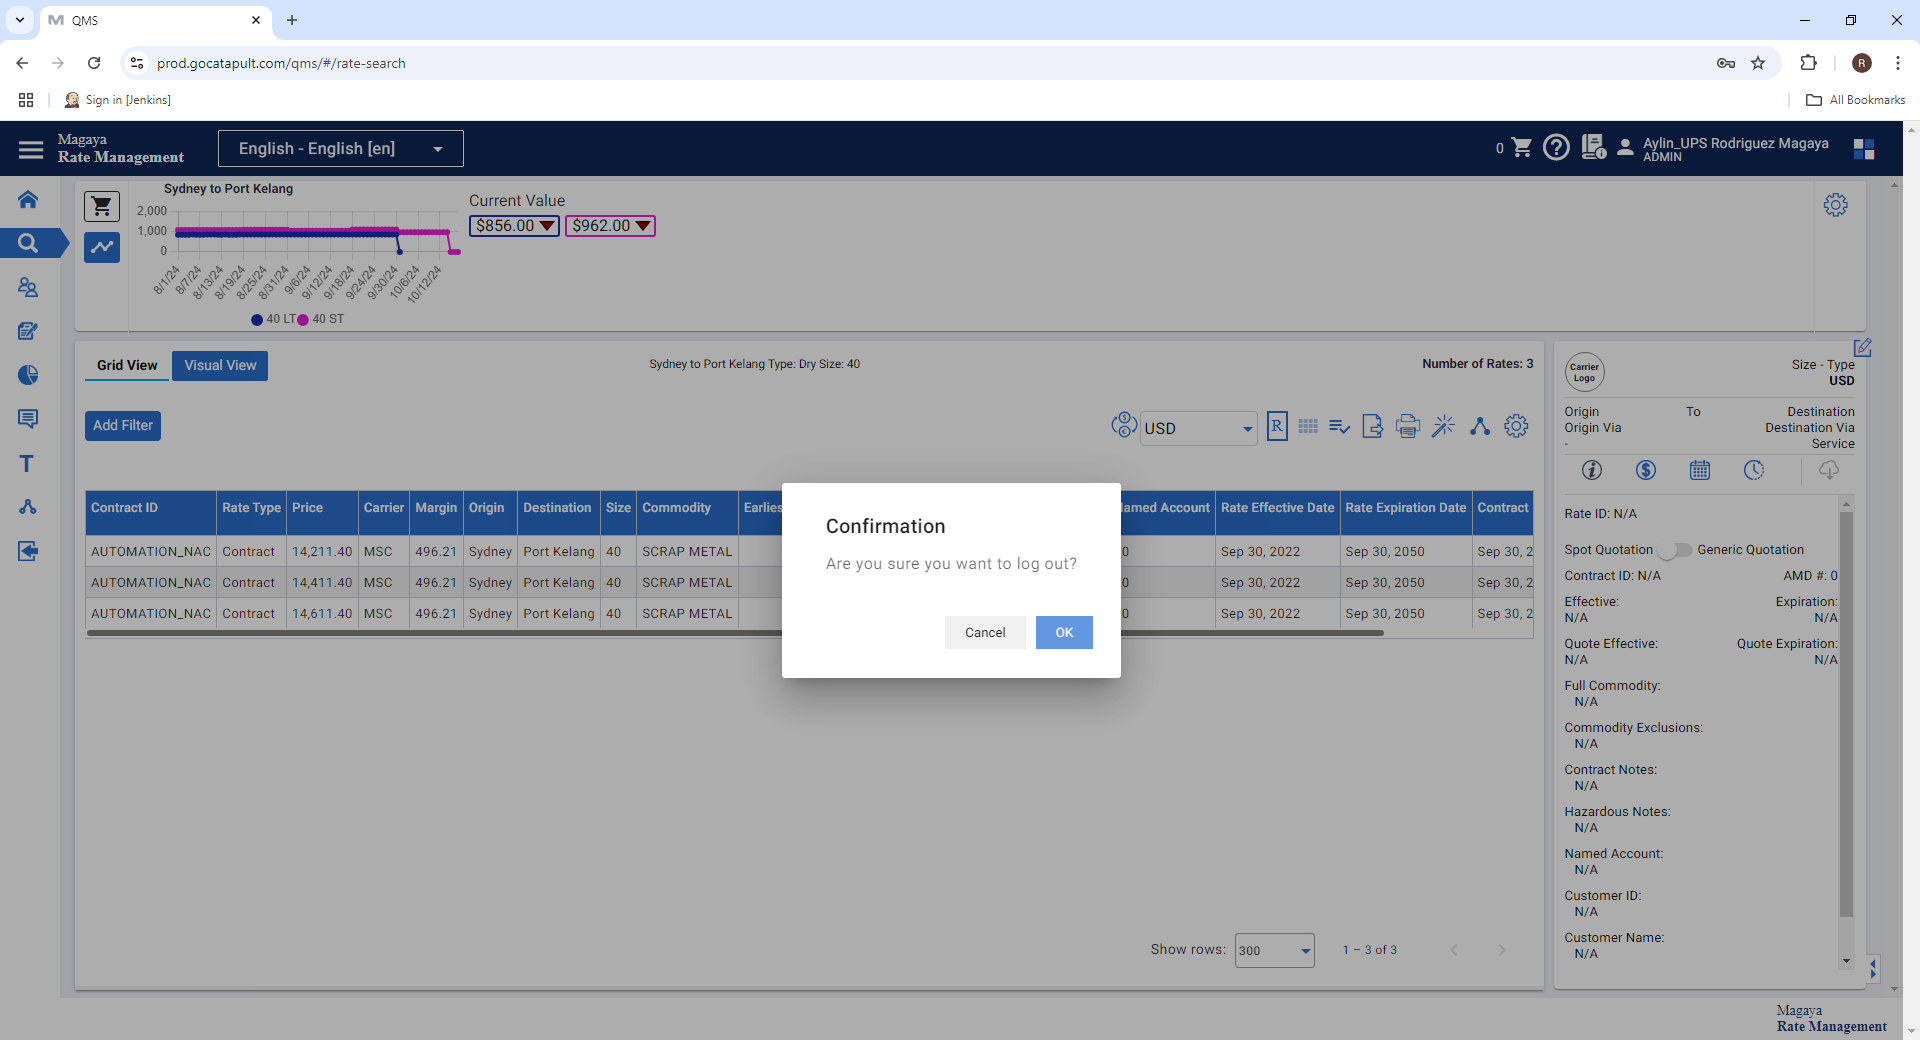 QMS
prod.gocatapult.com/qms/#/rate-search
R
Sign in [Jenkins]
All Bookmarks
Magaya
Rate Management
English - English [en]
0
Aylin_UPS Rodriguez Magaya
ADMIN
Sydney to Port Kelang
2,000
1,000
0
8/1/24
8/7/24
8/13/24
8/19/24
8/25/24
8/31/24
9/6/24
9/12/24
9/18/24
9/24/24
9/30/24
10/6/24
10/12/24
40 LT 40 ST
Current Value
$856.00 $962.00
Grid View Visual View
Sydney to Port Kelang Type: Dry Size: 40
Number of Rates: 3
Add Filter
USD
R
Contract ID Rate Type Price Carrier Margin Origin Destination Size Commodity Rate Effective Date Rate Expiration Date Contract
AUTOMATION_NAC Contract 14,211.40 MSC 496.21 Sydney Port Kelang 40 SCRAP METAL 0 Sep 30, 2022 Sep 30, 2050 Sep 30, 2
AUTOMATION_NAC Contract 14,411.40 MSC 496.21 Sydney Port Kelang 40 SCRAP METAL 0 Sep 30, 2022 Sep 30, 2050 Sep 30, 2
AUTOMATION_NAC Contract 14,611.40 MSC 496.21 Sydney Port Kelang 40 SCRAP METAL 0 Sep 30, 2022 Sep 30, 2050 Sep 30, 2
Confirmation
Are you sure you want to log out?
Cancel OK
Show rows: 300 1 – 3 of 3
Carrier
Logo
Size - Type
USD
Origin To Destination
Origin Via Destination Via
- Service
Rate ID: N/A
Spot Quotation Generic Quotation
Contract ID: N/A AMD #: 0
Effective: Expiration:
N/A N/A
Quote Effective: Quote Expiration:
N/A N/A
Full Commodity:
N/A
Commodity Exclusions:
N/A
Contract Notes:
N/A
Hazardous Notes:
N/A
Named Account:
N/A
Customer ID:
N/A
Customer Name:
N/A
Magaya
Rate Management